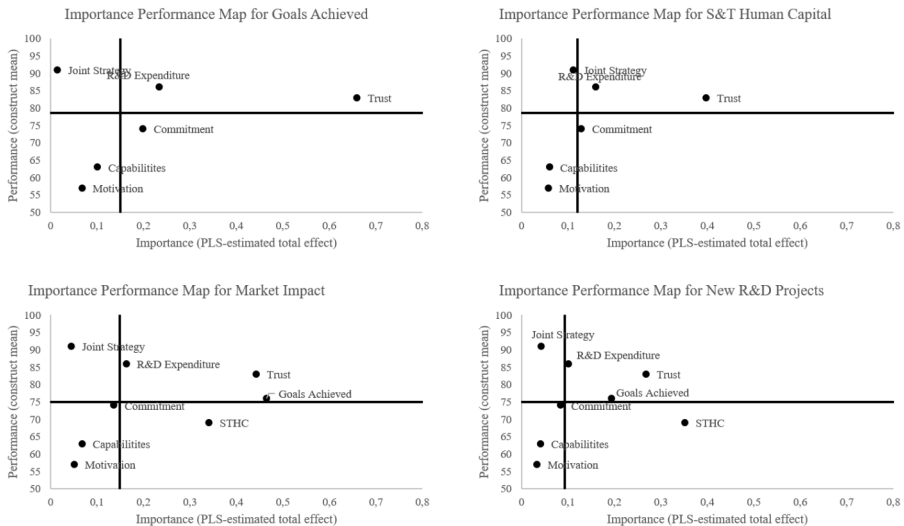 Importance Performance Map for Goals Achieved
Performance (construct mean)
100
95
90
85
80
75
70
65
60
55
50
Joint Strategy
R&D Expenditure
Trust
Commitment
Capabilitites
Motivation
0 0,1 0,2 0,3 0,4 0,5 0,6 0,7 0,8
Importance (PLS-estimated total effect)
Importance Performance Map for S&T Human Capital
Performance (construct mean)
100
95
90
85
80
75
70
65
60
55
50
Joint Strategy
R&D Expenditure
Trust
Commitment
Capabilitites
Motivation
0 0,1 0,2 0,3 0,4 0,5 0,6 0,7 0,8
Importance (PLS-estimated total effect)
Importance Performance Map for Market Impact
Performance (construct mean)
100
95
90
85
80
75
70
65
60
55
50
Joint Strategy
R&D Expenditure
Trust
Goals Achieved
Commitment
STHC
Capabilitites
Motivation
0 0,1 0,2 0,3 0,4 0,5 0,6 0,7 0,8
Importance (PLS-estimated total effect)
Importance Performance Map for New R&D Projects
Performance (construct mean)
100
95
90
85
80
75
70
65
60
55
50
Joint Strategy
R&D Expenditure
Trust
Goals Achieved
Commitment
STHC
Capabilitites
Motivation
0 0,1 0,2 0,3 0,4 0,5 0,6 0,7 0,8
Importance (PLS-estimated total effect)